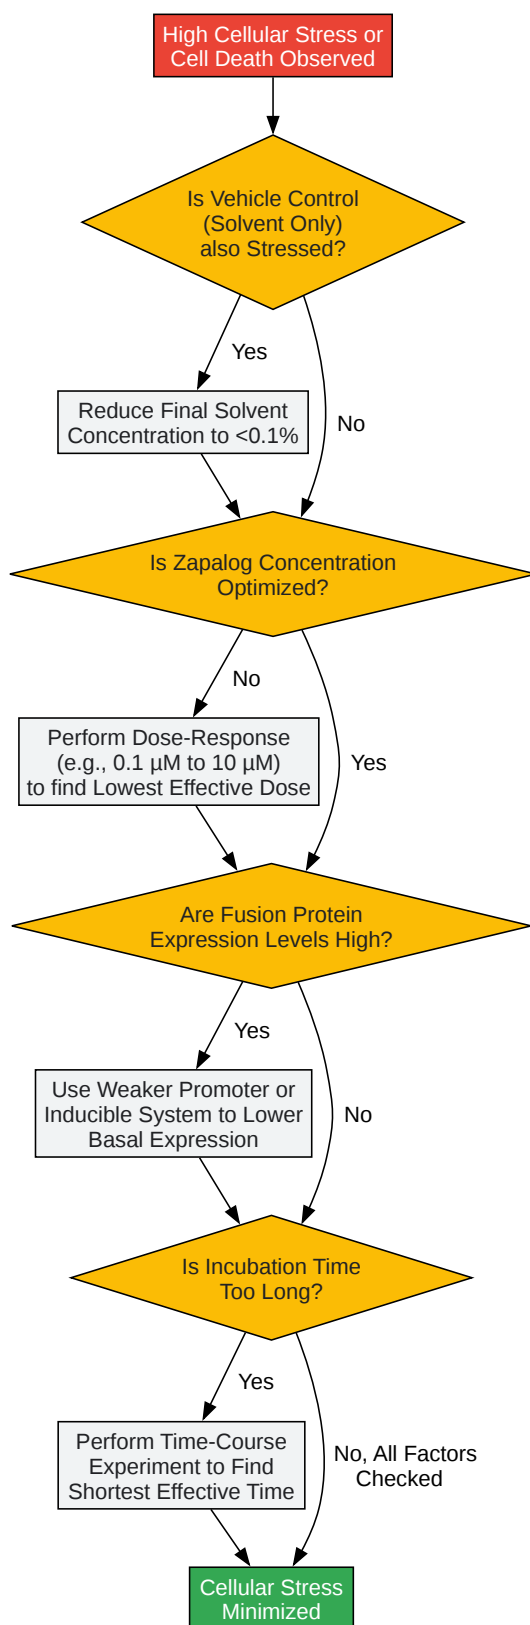 High Cellular Stress or
Cell Death Observed
Is Vehicle Control
(Solvent Only)
also Stressed?
Yes
Reduce Final Solvent
Concentration to <0.1%
No
Is Zapalog Concentration
Optimized?
No
Perform Dose-Response
(e.g., 0.1 µM to 10 µM)
to find Lowest Effective Dose
Yes
Are Fusion Protein
Expression Levels High?
Yes
Use Weaker Promoter or
Inducible System to Lower
Basal Expression
No
Is Incubation Time
Too Long?
Yes
Perform Time-Course
Experiment to Find
Shortest Effective Time
No, All Factors
Checked
Cellular Stress
Minimized